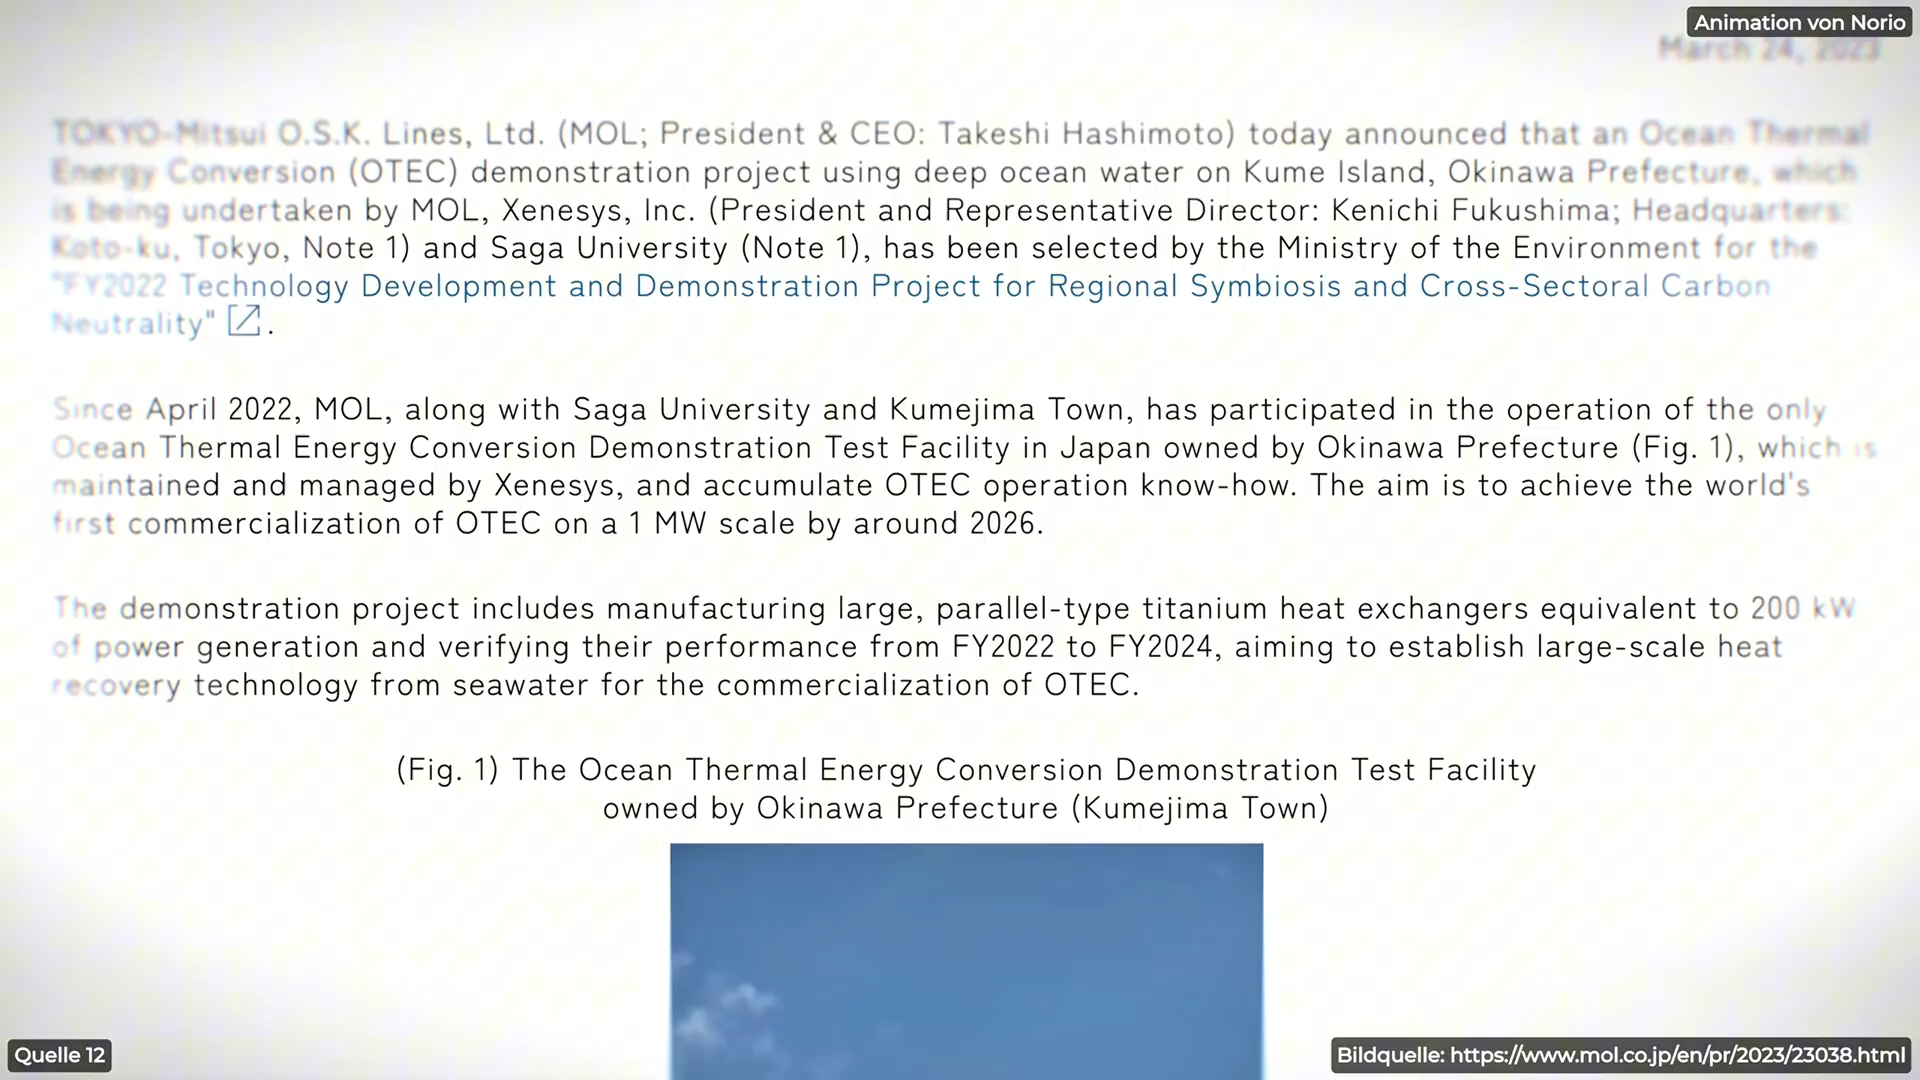 Animation von Norio
March 24, 2023
TOKYO-Mitsui O.S.K. Lines, Ltd. (MOL; President & CEO: Takeshi Hashimoto) today announced that an Ocean Thermal
Energy Conversion (OTEC) demonstration project using deep ocean water on Kume Island, Okinawa Prefecture, which
is being undertaken by MOL, Xenesys, Inc. (President and Representative Director: Kenichi Fukushima; Headquarters:
Koto-ku, Tokyo, Note 1) and Saga University (Note 1), has been selected by the Ministry of the Environment for the
"FY2022 Technology Development and Demonstration Project for Regional Symbiosis and Cross-Sectoral Carbon
Neutrality" .
Since April 2022, MOL, along with Saga University and Kumejima Town, has participated in the operation of the only
Ocean Thermal Energy Conversion Demonstration Test Facility in Japan owned by Okinawa Prefecture (Fig. 1), which is
maintained and managed by Xenesys, and accumulate OTEC operation know-how. The aim is to achieve the world's
first commercialization of OTEC on a 1 MW scale by around 2026.
The demonstration project includes manufacturing large, parallel-type titanium heat exchangers equivalent to 200 kW
of power generation and verifying their performance from FY2022 to FY2024, aiming to establish large-scale heat
recovery technology from seawater for the commercialization of OTEC.
(Fig. 1) The Ocean Thermal Energy Conversion Demonstration Test Facility
owned by Okinawa Prefecture (Kumejima Town)
Quelle 12
Bildquelle: https://www.mol.co.jp/en/pr/2023/23038.html